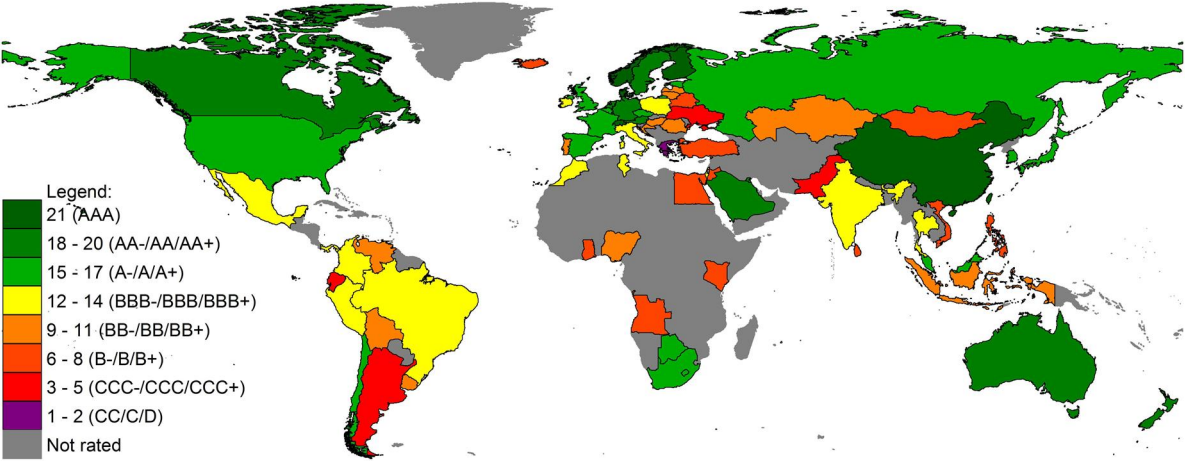 Legend:
21 (AAA)
18 - 20 (AA-/AA/AA+)
15 - 17 (A-/A/A+)
12 - 14 (BBB-/BBB/BBB+)
9 - 11 (BB-/BB/BB+)
6 - 8 (B-/B/B+)
3 - 5 (CCC-/CCC/CCC+)
1 - 2 (CC/C/D)
Not rated